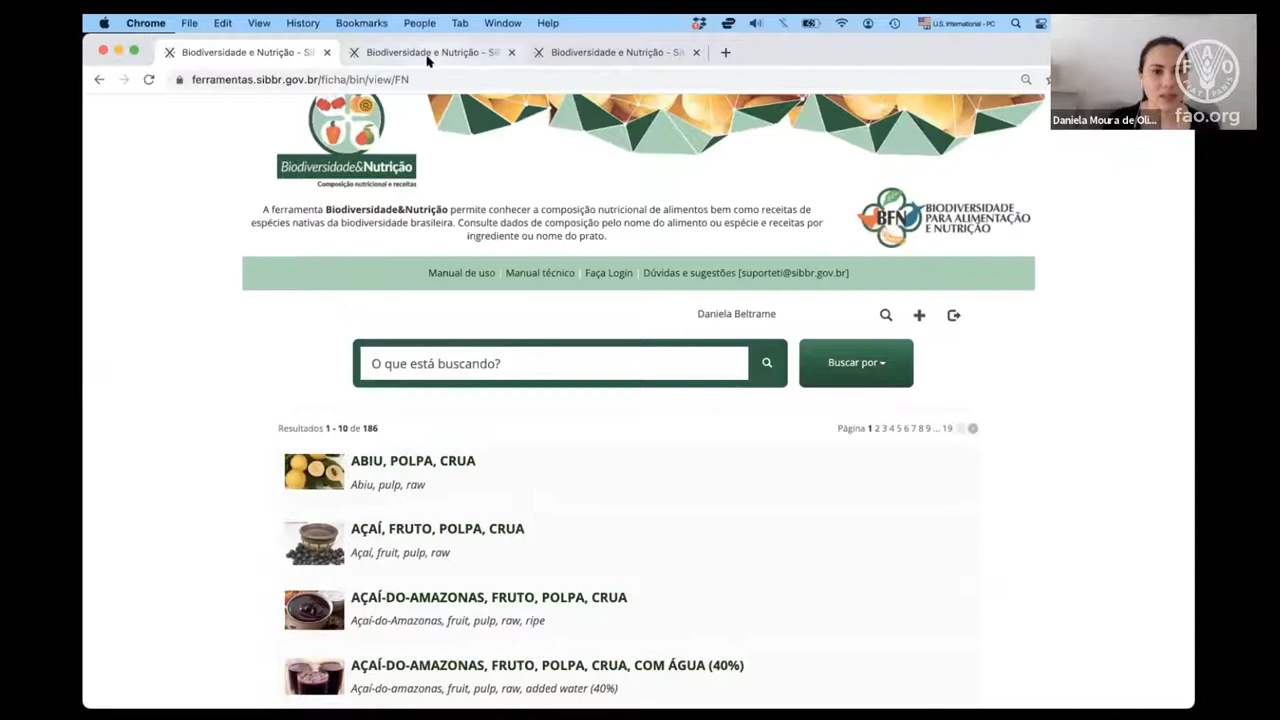 Chrome File Edit View History Bookmarks People Tab Window Help U.S. International - PC
Biodiversidade e Nutrição - Sil Biodiversidade e Nutrição - Si Biodiversidade e Nutrição - Si
ferramentas.sibbr.gov.br/ficha/bin/view/FN
FAO
FIAT PANIS
Daniela Moura de Oli...
fao.org
Biodiversidade&Nutrição
Composição nutricional e receitas
A ferramenta Biodiversidade&Nutrição permite conhecer a composição nutricional de alimentos bem como receitas de
espécies nativas da biodiversidade brasileira. Consulte dados de composição pelo nome do alimento ou espécie e receitas por
ingrediente ou nome do prato.
BFN
BIODIVERSIDADE
PARA ALIMENTAÇÃO
E NUTRIÇÃO
Manual de uso | Manual técnico | Faça Login | Dúvidas e sugestões [suporteti@sibbr.gov.br]
Daniela Beltrame
O que está buscando?
Buscar por
Resultados 1 - 10 de 186
Página 1 2 3 4 5 6 7 8 9 ... 19
ABIU, POLPA, CRUA
Abiu, pulp, raw
AÇAÍ, FRUTO, POLPA, CRUA
Açaí, fruit, pulp, raw
AÇAÍ-DO-AMAZONAS, FRUTO, POLPA, CRUA
Açaí-do-Amazonas, fruit, pulp, raw, ripe
AÇAÍ-DO-AMAZONAS, FRUTO, POLPA, CRUA, COM ÁGUA (40%)
Açaí-do-amazonas, fruit, pulp, raw, added water (40%)